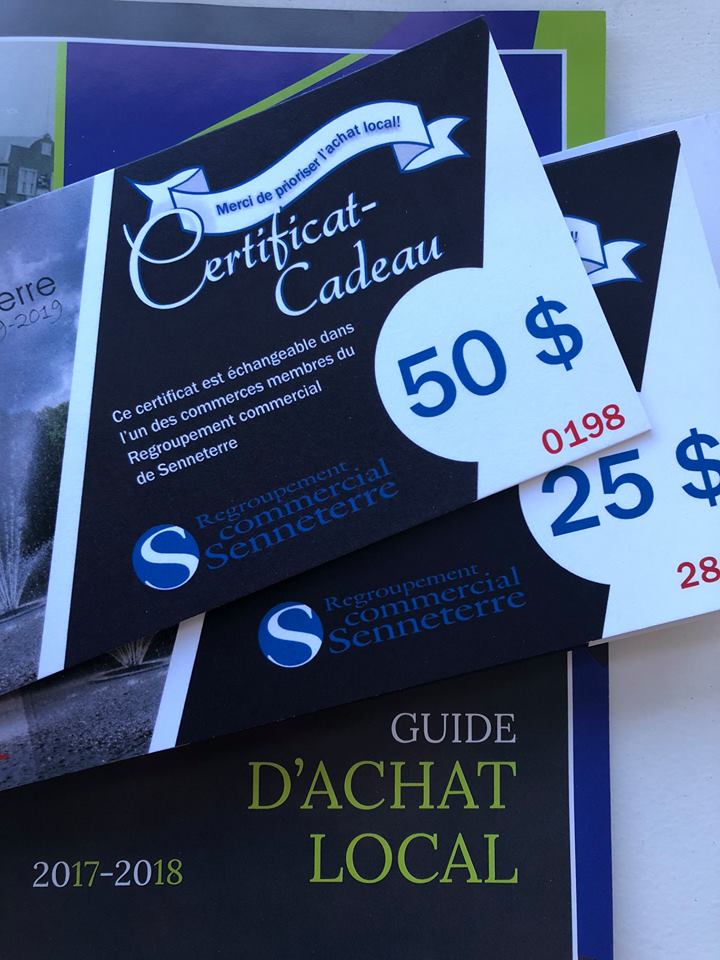 Merci de prioriser l'achat local!
Certificat-
Cadeau
erre
-2019
Ce certificat est échangeable dans
l'un des commerces membres du
Regroupement commercial
de Senneterre
50 $
0198
S
Regroupement
commercial
Senneterre
25 $
28
S
Regroupement
commercial
Senneterre
GUIDE
D'ACHAT
LOCAL
2017-2018